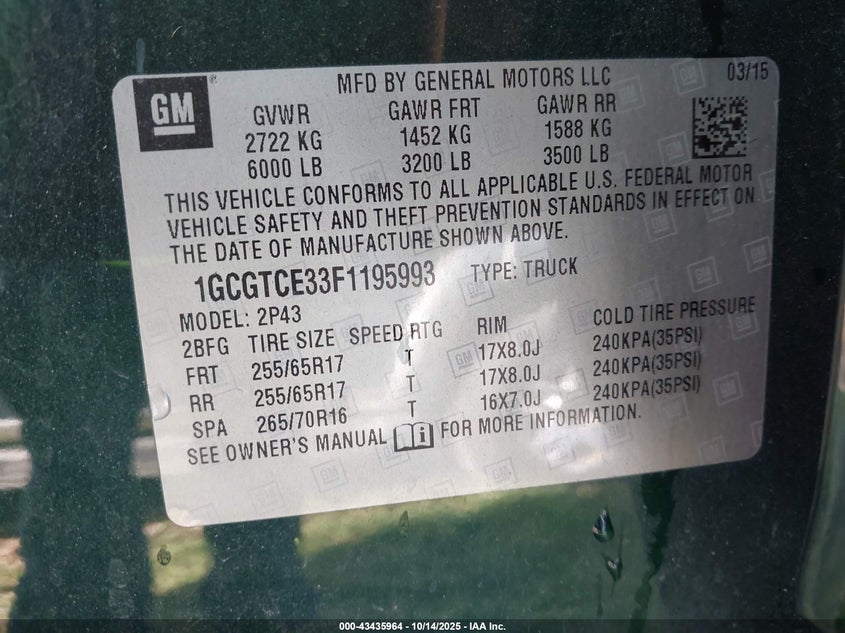 GM
MFD BY GENERAL MOTORS LLC 03/15
GVWR GAWR FRT GAWR RR
2722 KG 1452 KG 1588 KG
6000 LB 3200 LB 3500 LB
THIS VEHICLE CONFORMS TO ALL APPLICABLE U.S. FEDERAL MOTOR
VEHICLE SAFETY AND THEFT PREVENTION STANDARDS IN EFFECT ON
THE DATE OF MANUFACTURE SHOWN ABOVE.
1GCGTCE33F1195993 TYPE: TRUCK
MODEL: 2P43
2BFG TIRE SIZE SPEED RTG RIM COLD TIRE PRESSURE
FRT 255/65R17 T 17X8.0J 240KPA(35PSI)
RR 255/65R17 T 17X8.0J 240KPA(35PSI)
SPA 265/70R16 T 16X7.0J 240KPA(35PSI)
SEE OWNER'S MANUAL FOR MORE INFORMATION.
000-43435964 - 10/14/2025 - IAA Inc.